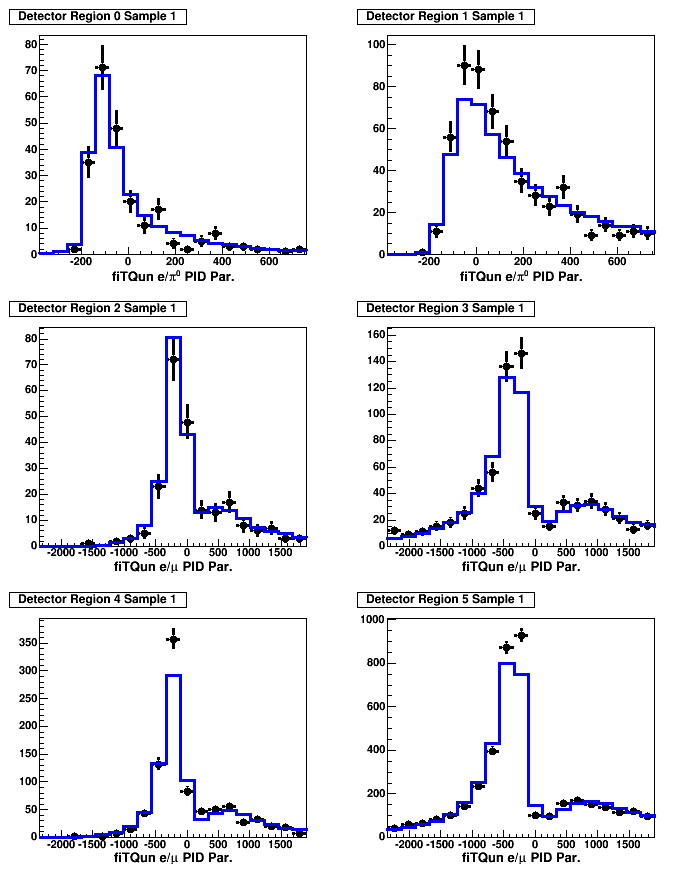 Detector Region 0 Sample 1
80
70
60
50
40
30
20
10
0
-200 0 200 400 600
fiTQun e/π⁰ PID Par.
Detector Region 1 Sample 1
100
80
60
40
20
0
-200 0 200 400 600
fiTQun e/π⁰ PID Par.
Detector Region 2 Sample 1
80
70
60
50
40
30
20
10
0
-2000 -1500 -1000 -500 0 500 1000 1500
fiTQun e/μ PID Par.
Detector Region 3 Sample 1
160
140
120
100
80
60
40
20
0
-2000 -1500 -1000 -500 0 500 1000 1500
fiTQun e/μ PID Par.
Detector Region 4 Sample 1
350
300
250
200
150
100
50
0
-2000 -1500 -1000 -500 0 500 1000 1500
fiTQun e/μ PID Par.
Detector Region 5 Sample 1
1000
800
600
400
200
0
-2000 -1500 -1000 -500 0 500 1000 1500
fiTQun e/μ PID Par.